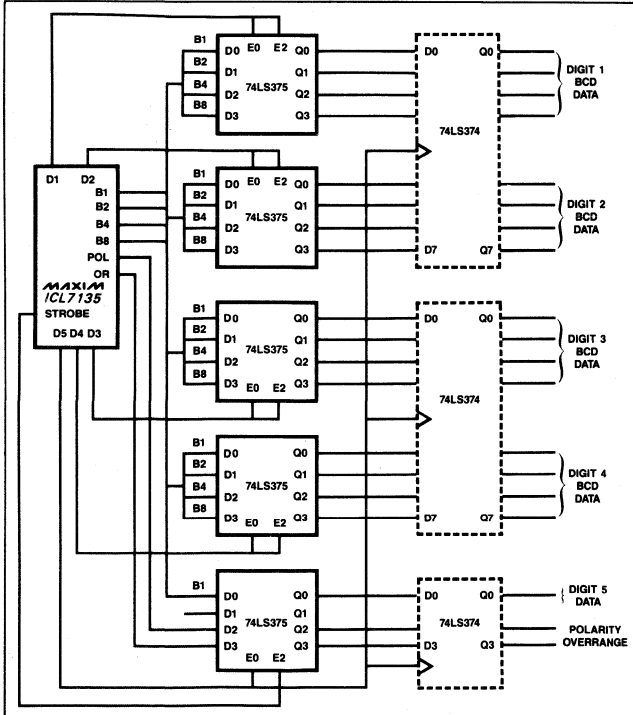 B1 E0 E2
D0 Q0 D0 Q0
B2
D1 Q1 DIGIT 1
B4 74LS375 BCD
D2 Q2 DATA
B8
D3 Q3
74LS374
D1 D2 B1 E0 E2
D0 Q0
B1 B2
D1 Q1 DIGIT 2
B2 B4 74LS375 BCD
D2 Q2 DATA
B4 B8
D3 Q3 D7 Q7
B8
POL
OR
MAXIM
ICL7135
STROBE
D5 D4 D3
B1
D0 Q0 D0 Q0
B2
D1 Q1 DIGIT 3
B4 74LS375 BCD
D2 Q2 DATA
B8
D3 Q3
E0 E2
74LS374
B1
D0 Q0
B2
D1 Q1 DIGIT 4
B4 74LS375 BCD
D2 Q2 DATA
B8
D3 Q3 D7 Q7
E0 E2
B1
D0 Q0 D0 Q0 DIGIT 5
DATA
D1 Q1
74LS375 74LS374
D2 Q2 POLARITY
D3 Q3 D3 Q3 OVERRANGE
E0 E2